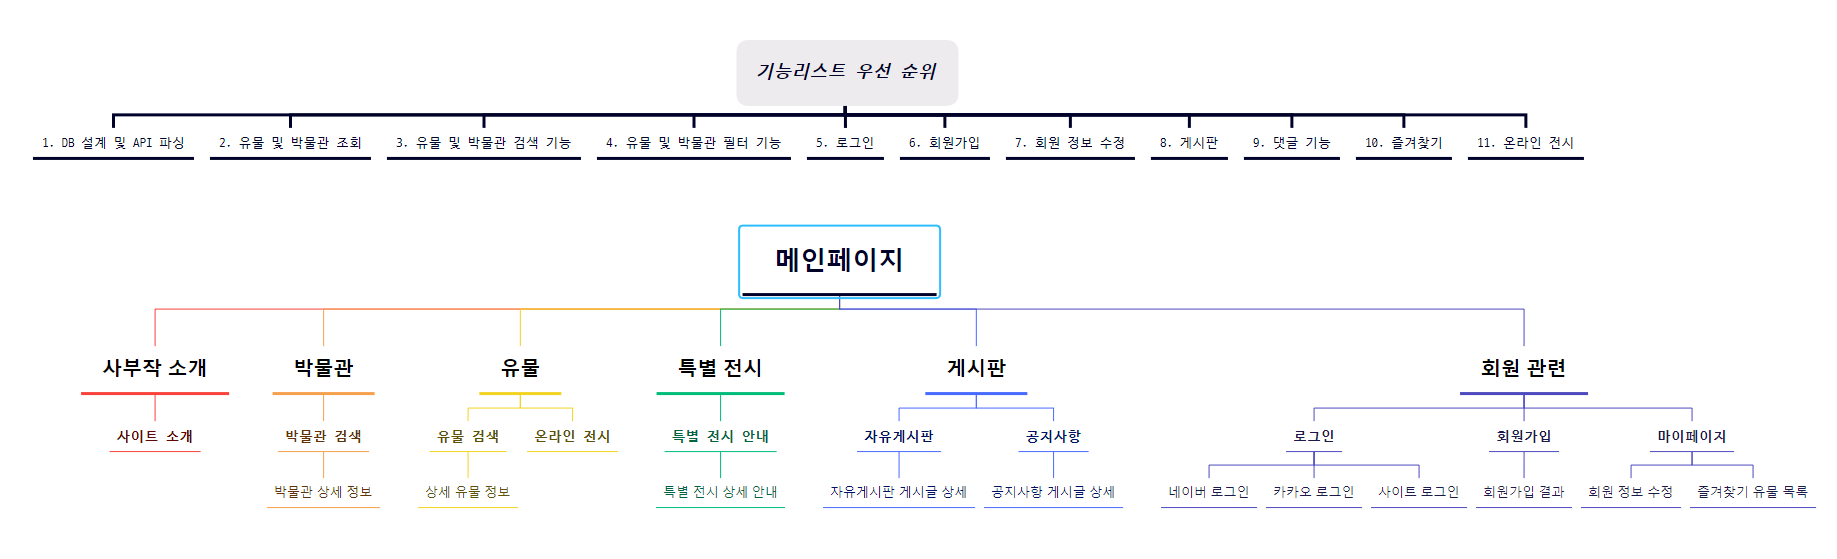 기능리스트 우선 순위
1. DB 설계 및 API 파싱
2. 유물 및 박물관 조회
3. 유물 및 박물관 검색 기능
4. 유물 및 박물관 필터 기능
5. 로그인
6. 회원가입
7. 회원 정보 수정
8. 게시판
9. 댓글 기능
10. 즐겨찾기
11. 온라인 전시
메인페이지
사부작 소개
박물관
유물
특별 전시
게시판
회원 관련
사이트 소개
박물관 검색
유물 검색
온라인 전시
특별 전시 안내
자유게시판
공지사항
로그인
회원가입
마이페이지
박물관 상세 정보
상세 유물 정보
특별 전시 상세 안내
자유게시판 게시글 상세
공지사항 게시글 상세
네이버 로그인
카카오 로그인
사이트 로그인
회원가입 결과
회원 정보 수정
즐겨찾기 유물 목록